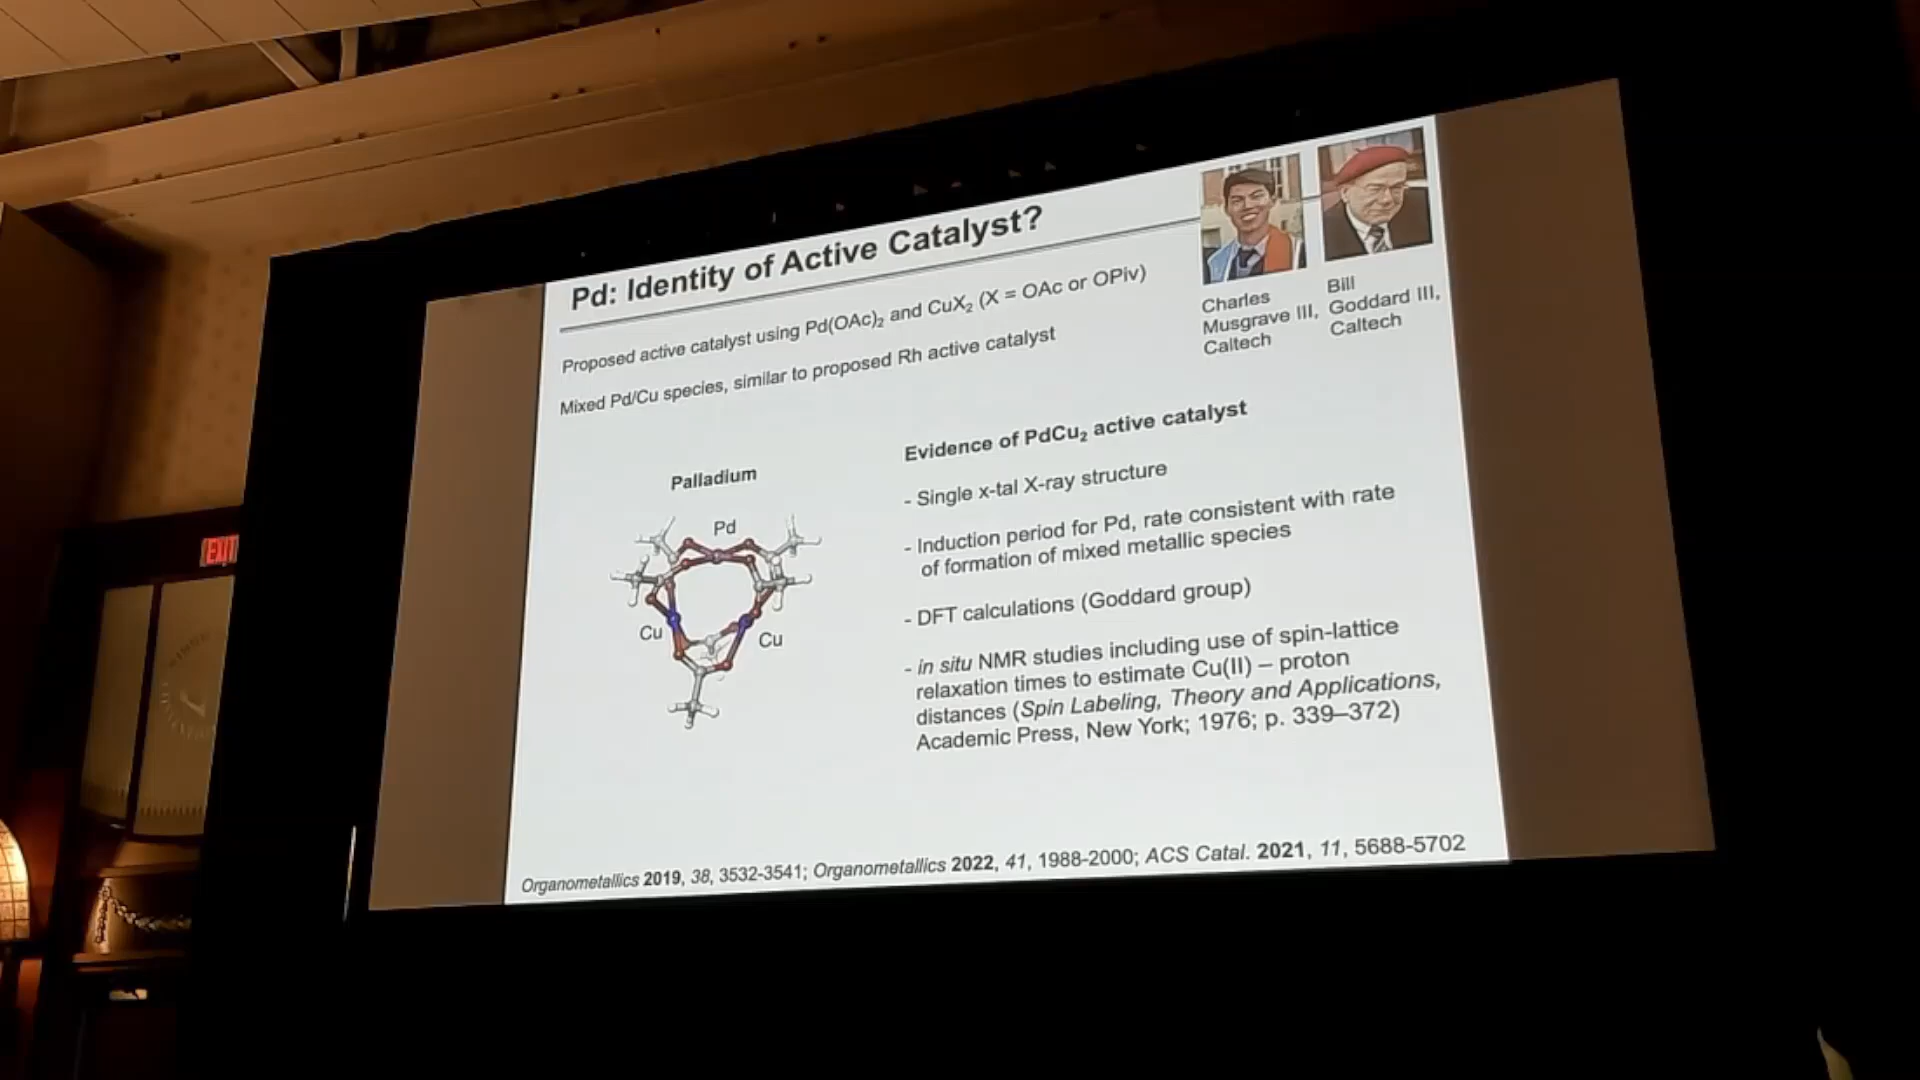 EXIT
Pd: Identity of Active Catalyst?
Proposed active catalyst using Pd(OAc)₂ and CuX₂ (X = OAc or OPiv)
Mixed Pd/Cu species, similar to proposed Rh active catalyst
Charles
Musgrave III,
Caltech
Bill
Goddard III,
Caltech
Palladium
Pd
Cu
Cu
Evidence of PdCu₂ active catalyst
- Single x-tal X-ray structure
- Induction period for Pd, rate consistent with rate
of formation of mixed metallic species
- DFT calculations (Goddard group)
- in situ NMR studies including use of spin-lattice
relaxation times to estimate Cu(II) – proton
distances (Spin Labeling, Theory and Applications,
Academic Press, New York; 1976; p. 339–372)
Organometallics 2019, 38, 3532-3541; Organometallics 2022, 41, 1988-2000; ACS Catal. 2021, 11, 5688-5702